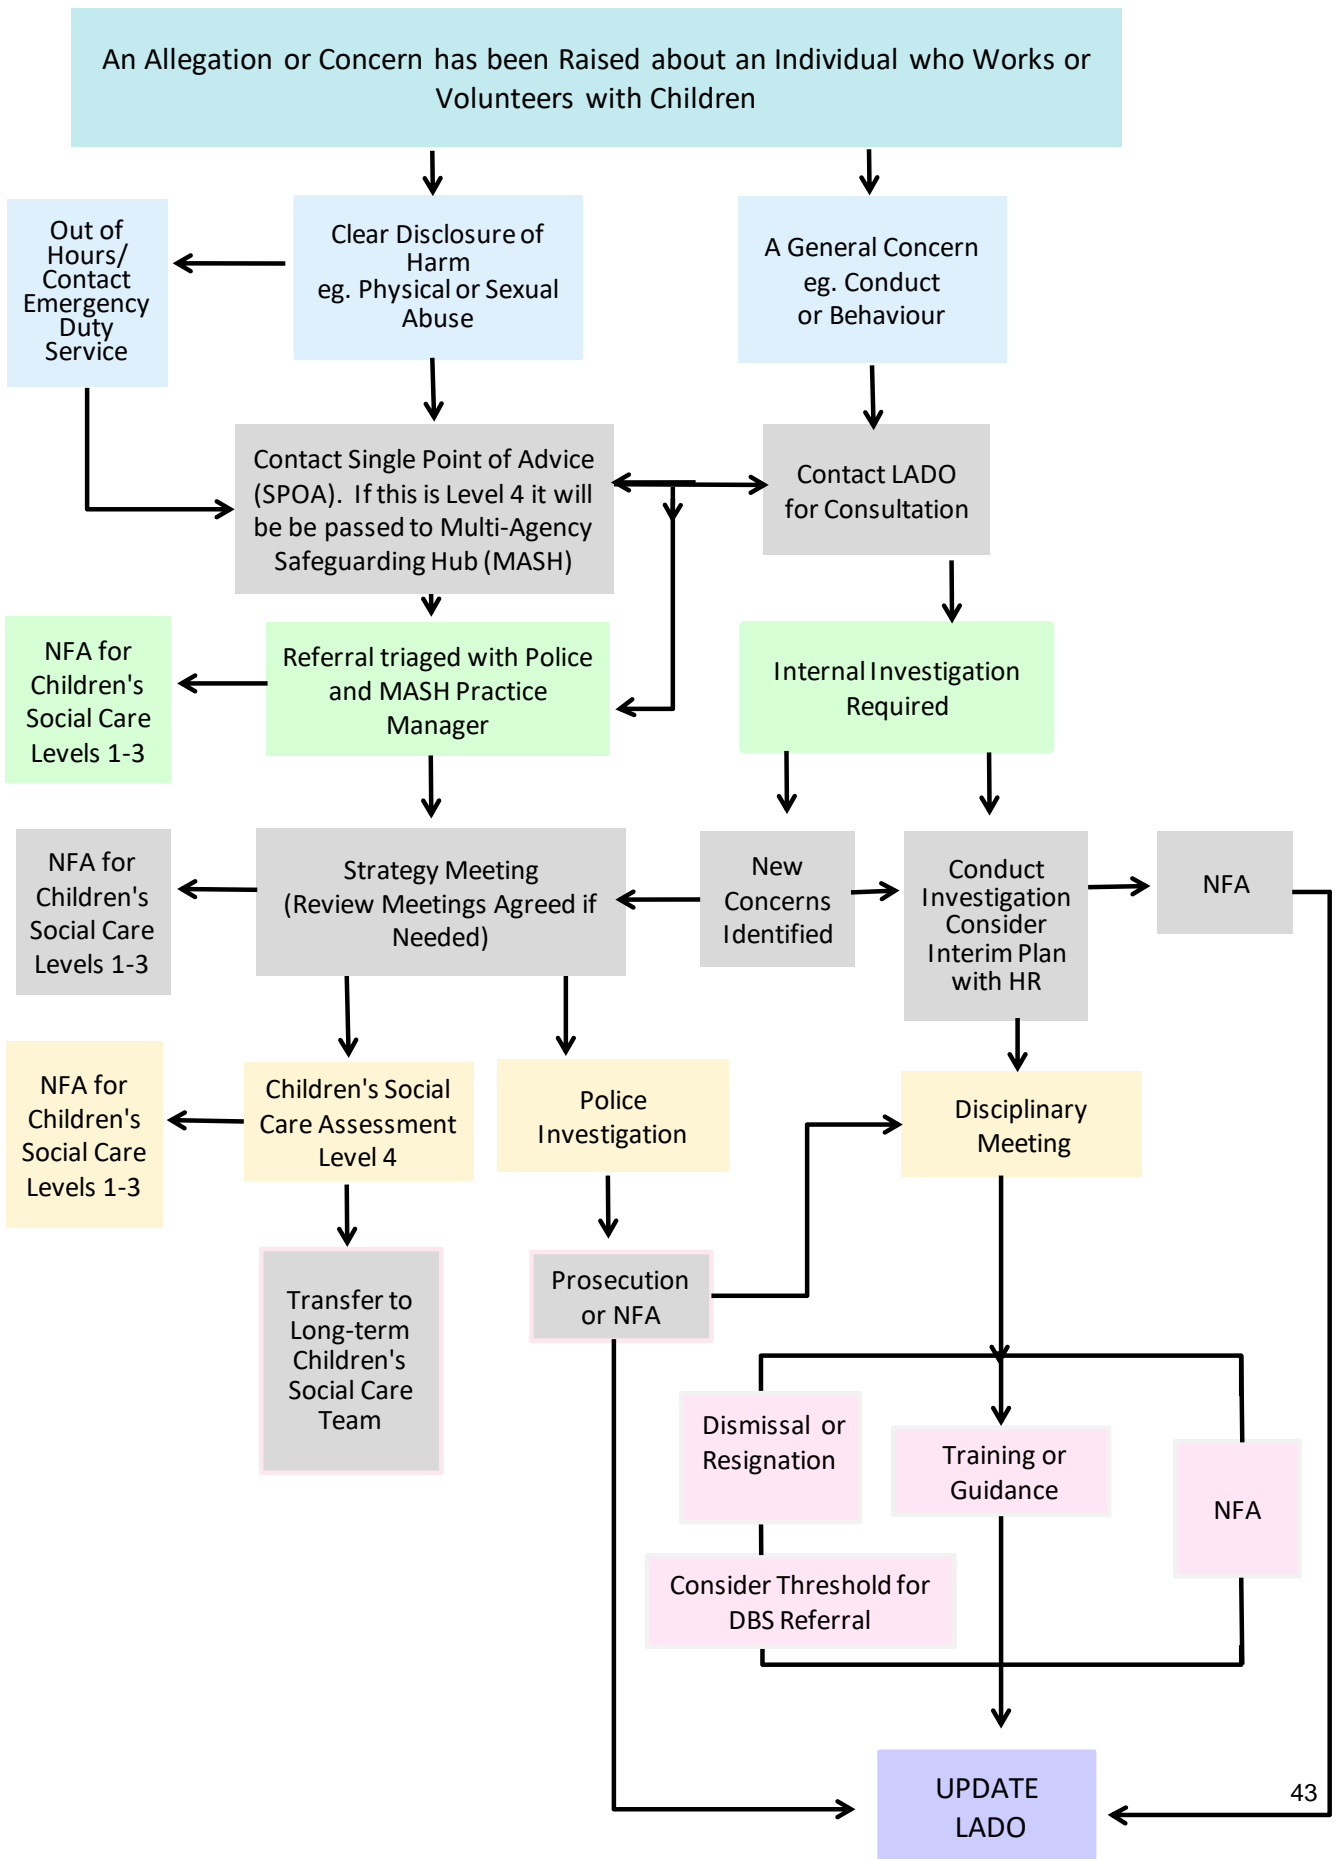 An Allegation or Concern has been Raised about an Individual who Works or
Volunteers with Children
Out of
Hours/
Contact
Emergency
Duty
Service
Clear Disclosure of
Harm
eg. Physical or Sexual
Abuse
A General Concern
eg. Conduct
or Behaviour
Contact Single Point of Advice
(SPOA). If this is Level 4 it will
be be passed to Multi-Agency
Safeguarding Hub (MASH)
Contact LADO
for Consultation
NFA for
Children's
Social Care
Levels 1-3
Referral triaged with Police
and MASH Practice
Manager
Internal Investigation
Required
NFA for
Children's
Social Care
Levels 1-3
Strategy Meeting
(Review Meetings Agreed if
Needed)
New
Concerns
Identified
Conduct
Investigation
Consider
Interim Plan
with HR
NFA
NFA for
Children's
Social Care
Levels 1-3
Children's Social
Care Assessment
Level 4
Police
Investigation
Disciplinary
Meeting
Transfer to
Long-term
Children's
Social Care
Team
Prosecution
or NFA
Dismissal or
Resignation
Training or
Guidance
NFA
Consider Threshold for
DBS Referral
UPDATE
LADO
43